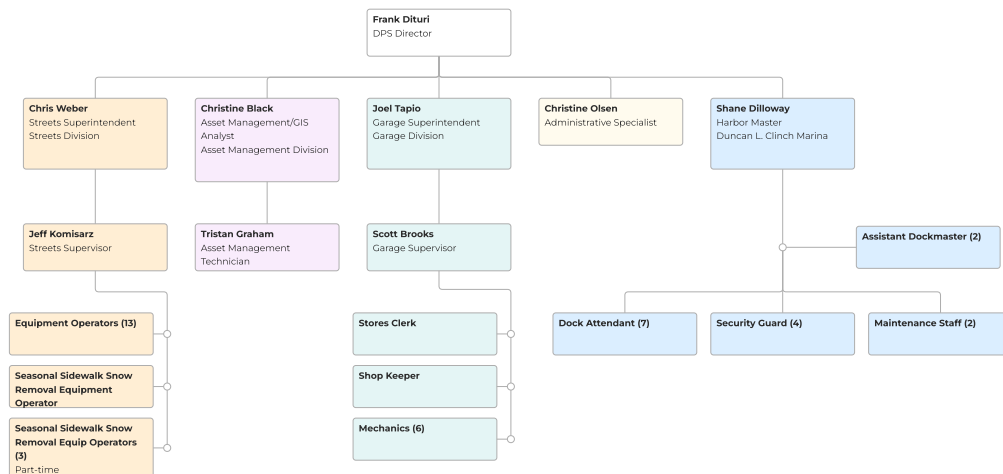 Frank Dituri
DPS Director
Chris Weber
Streets Superintendent
Streets Division
Christine Black
Asset Management/GIS
Analyst
Asset Management Division
Joel Tapio
Garage Superintendent
Garage Division
Christine Olsen
Administrative Specialist
Shane Dilloway
Harbor Master
Duncan L. Clinch Marina
Jeff Komisarz
Streets Supervisor
Tristan Graham
Asset Management
Technician
Scott Brooks
Garage Supervisor
Assistant Dockmaster (2)
Equipment Operators (13)
Seasonal Sidewalk Snow
Removal Equipment
Operator
Seasonal Sidewalk Snow
Removal Equip Operators
(3)
Part-time
Stores Clerk
Shop Keeper
Mechanics (6)
Dock Attendant (7)
Security Guard (4)
Maintenance Staff (2)